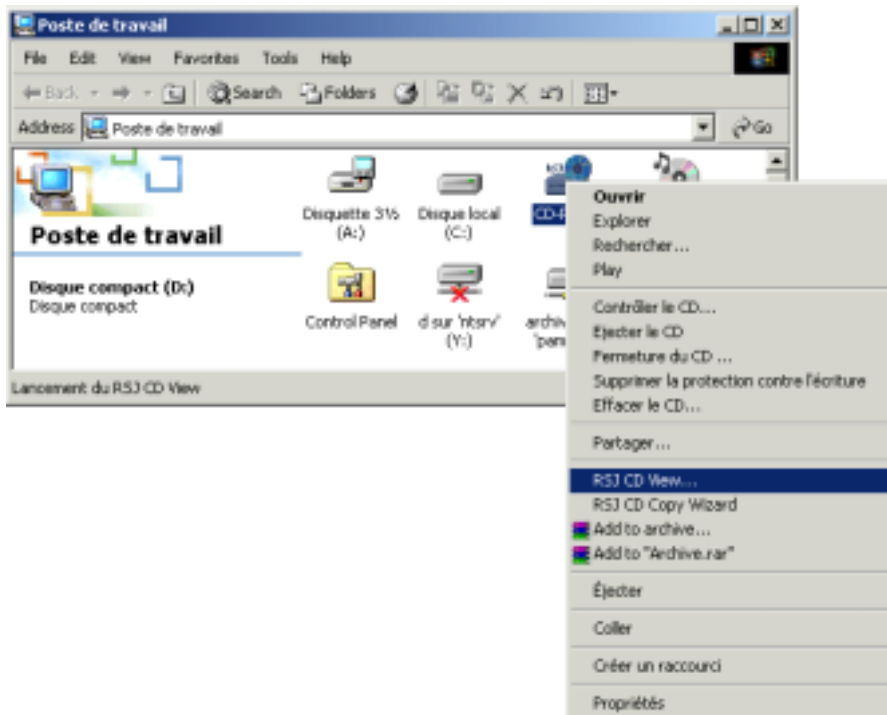 Poste de travail
File Edit View Favorites Tools Help
Back Search Folders
Address Poste de travail Go
Poste de travail
Disque compact (D:)
Disque compact
Disquette 3½ (A:)
Disque local (C:)
Control Panel
d sur 'ntsrv' (Y:)
Lancement du RSJ CD View
Ouvrir
Explorer
Rechercher...
Play
Contrôler le CD...
Ejecter le CD
Fermeture du CD ...
Supprimer la protection contre l'écriture
Effacer le CD...
Partager...
RSJ CD View...
RSJ CD Copy Wizard
Add to archive...
Add to "Archive.rar"
Éjecter
Coller
Créer un raccourci
Propriétés